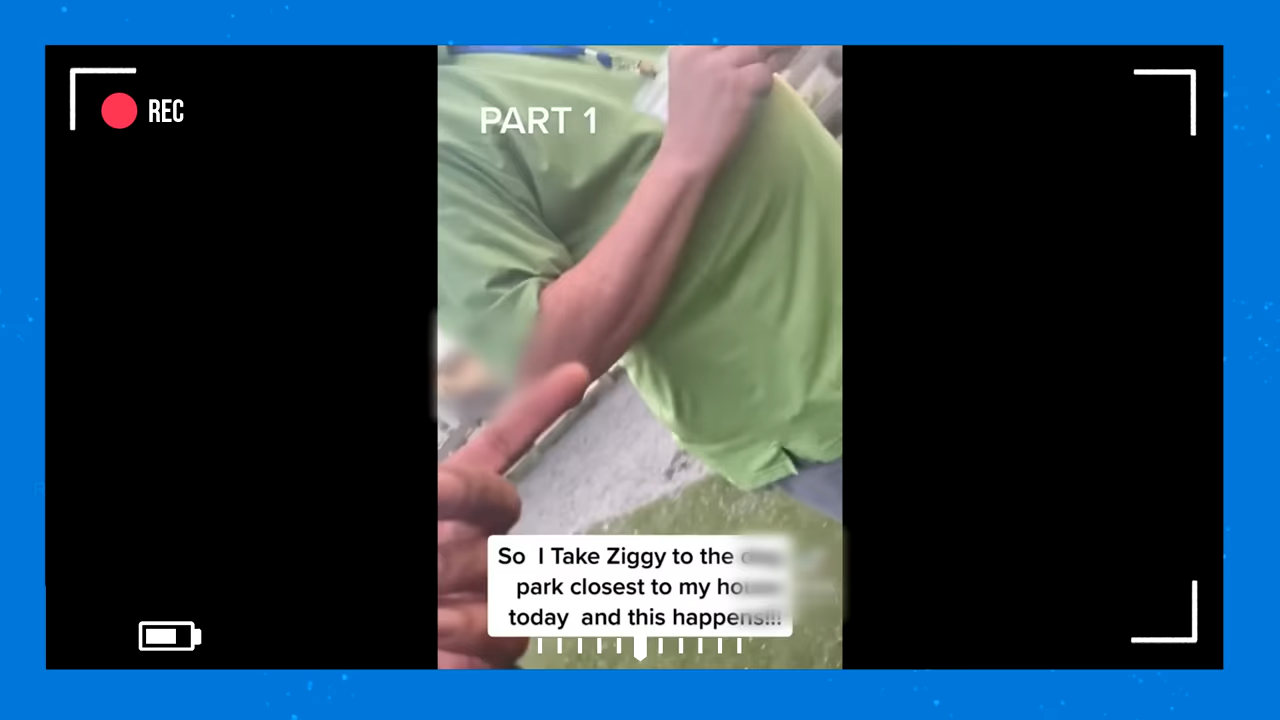 REC
PART 1
So I Take Ziggy to the
park closest to my
today and this happens!!!